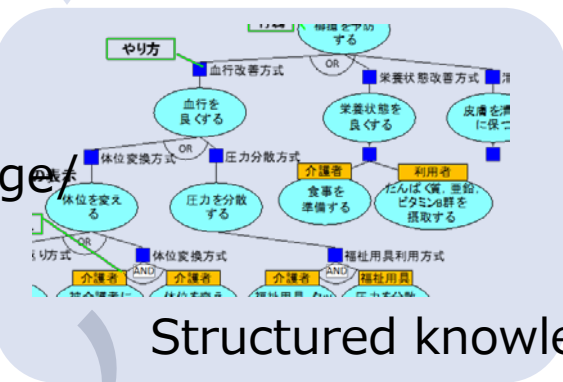 やり方
する
OR
血行改善方式
栄養状態改善方式
血行を
良くする
栄養状態を
良くする
皮膚を清
に保つ
OR
体位変換方式
圧力分散方式
の表示
ge/
介護者
利用者
体位を変え
る
圧力を分散
する
食事を
準備する
たんぱく質、亜鉛、
ビタミンB群を
摂取する
OR
体位変換方式
福祉用具利用方式
AND
AND
介護者
介護者
介護者
福祉用具
Structured knowle